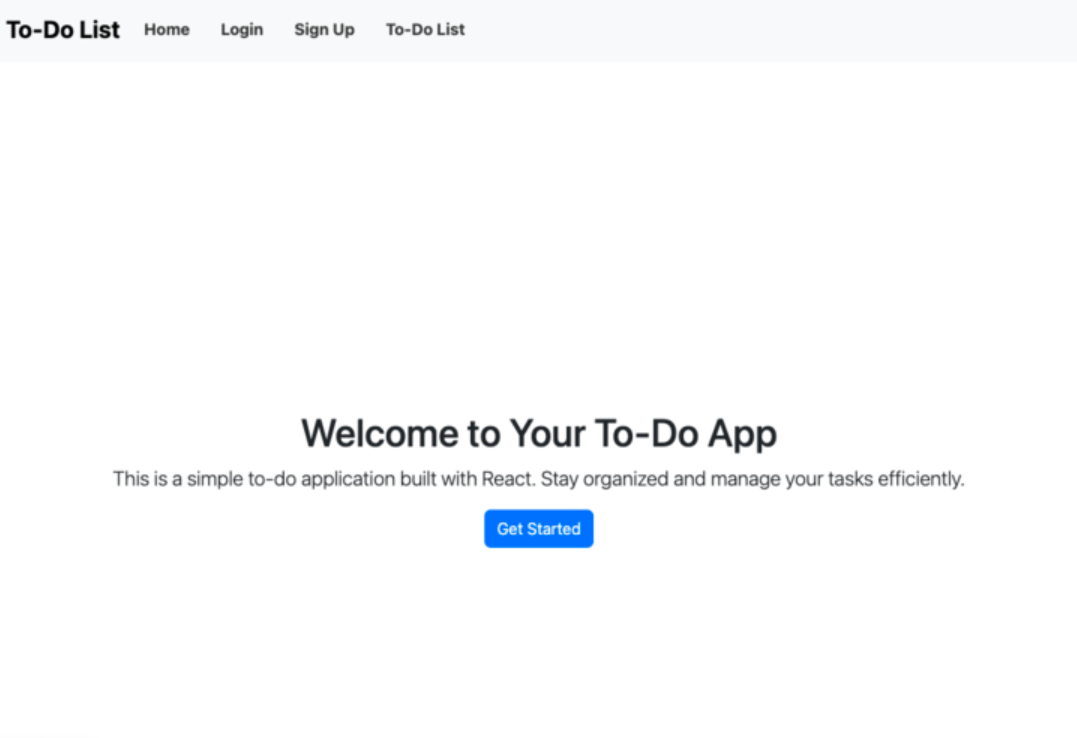 To-Do List Home Login Sign Up To-Do List
Welcome to Your To-Do App
This is a simple to-do application built with React. Stay organized and manage your tasks efficiently.
Get Started